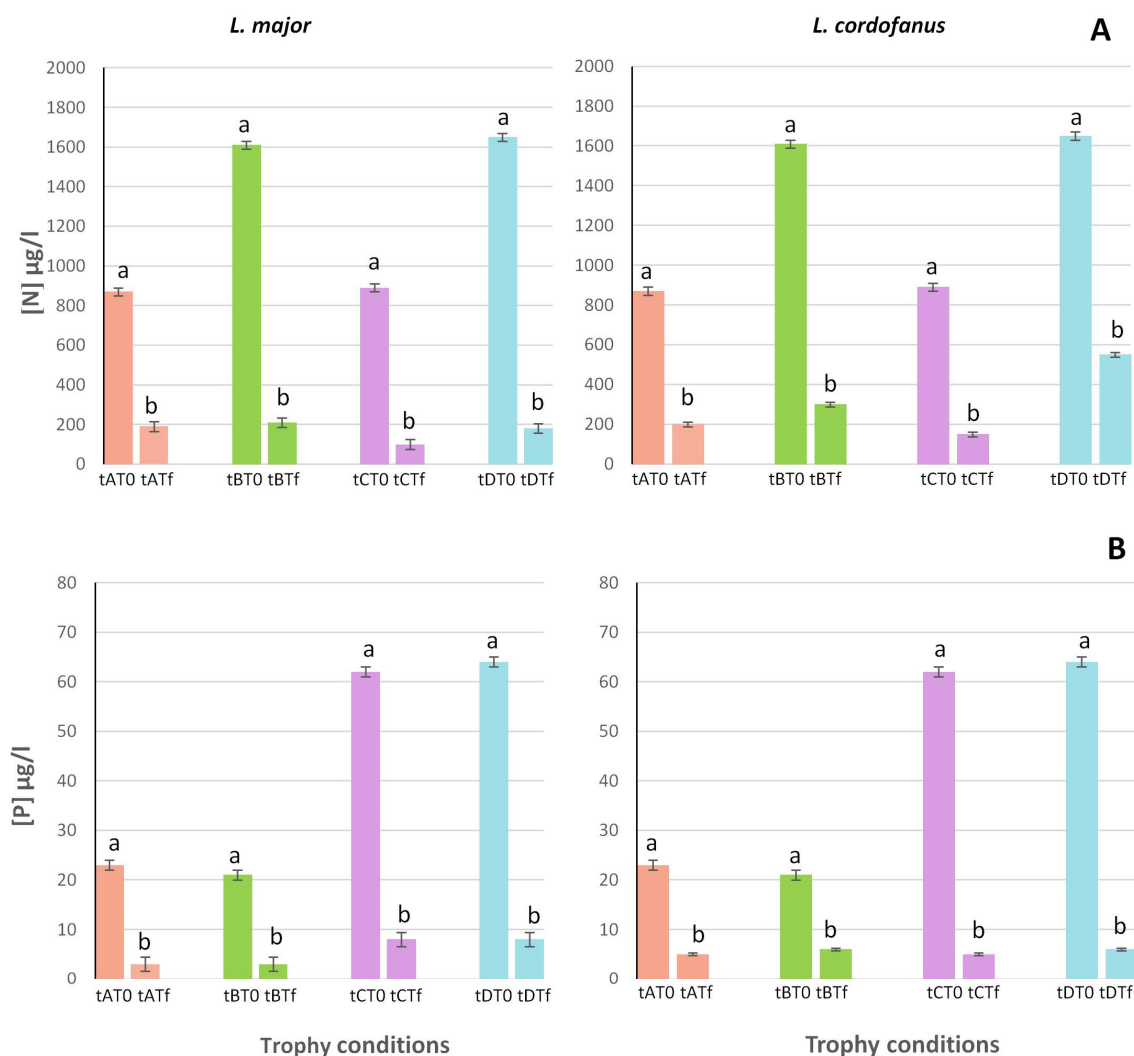 L. major
L. cordofanus
A
[N] µg/l
2000
1800
1600
1400
1200
1000
800
600
400
200
0
a
b
a
b
a
b
a
b
tAT0 tATf
tBT0 tBTf
tCT0 tCTf
tDT0 tDTf
2000
1800
1600
1400
1200
1000
800
600
400
200
0
a
b
a
b
a
b
a
b
tAT0 tATf
tBT0 tBTf
tCT0 tCTf
tDT0 tDTf
B
[P] µg/l
80
70
60
50
40
30
20
10
0
a
b
a
b
a
b
a
b
tAT0 tATf
tBT0 tBTf
tCT0 tCTf
tDT0 tDTf
Trophy conditions
80
70
60
50
40
30
20
10
0
a
b
a
b
a
b
a
b
tAT0 tATf
tBT0 tBTf
tCT0 tCTf
tDT0 tDTf
Trophy conditions